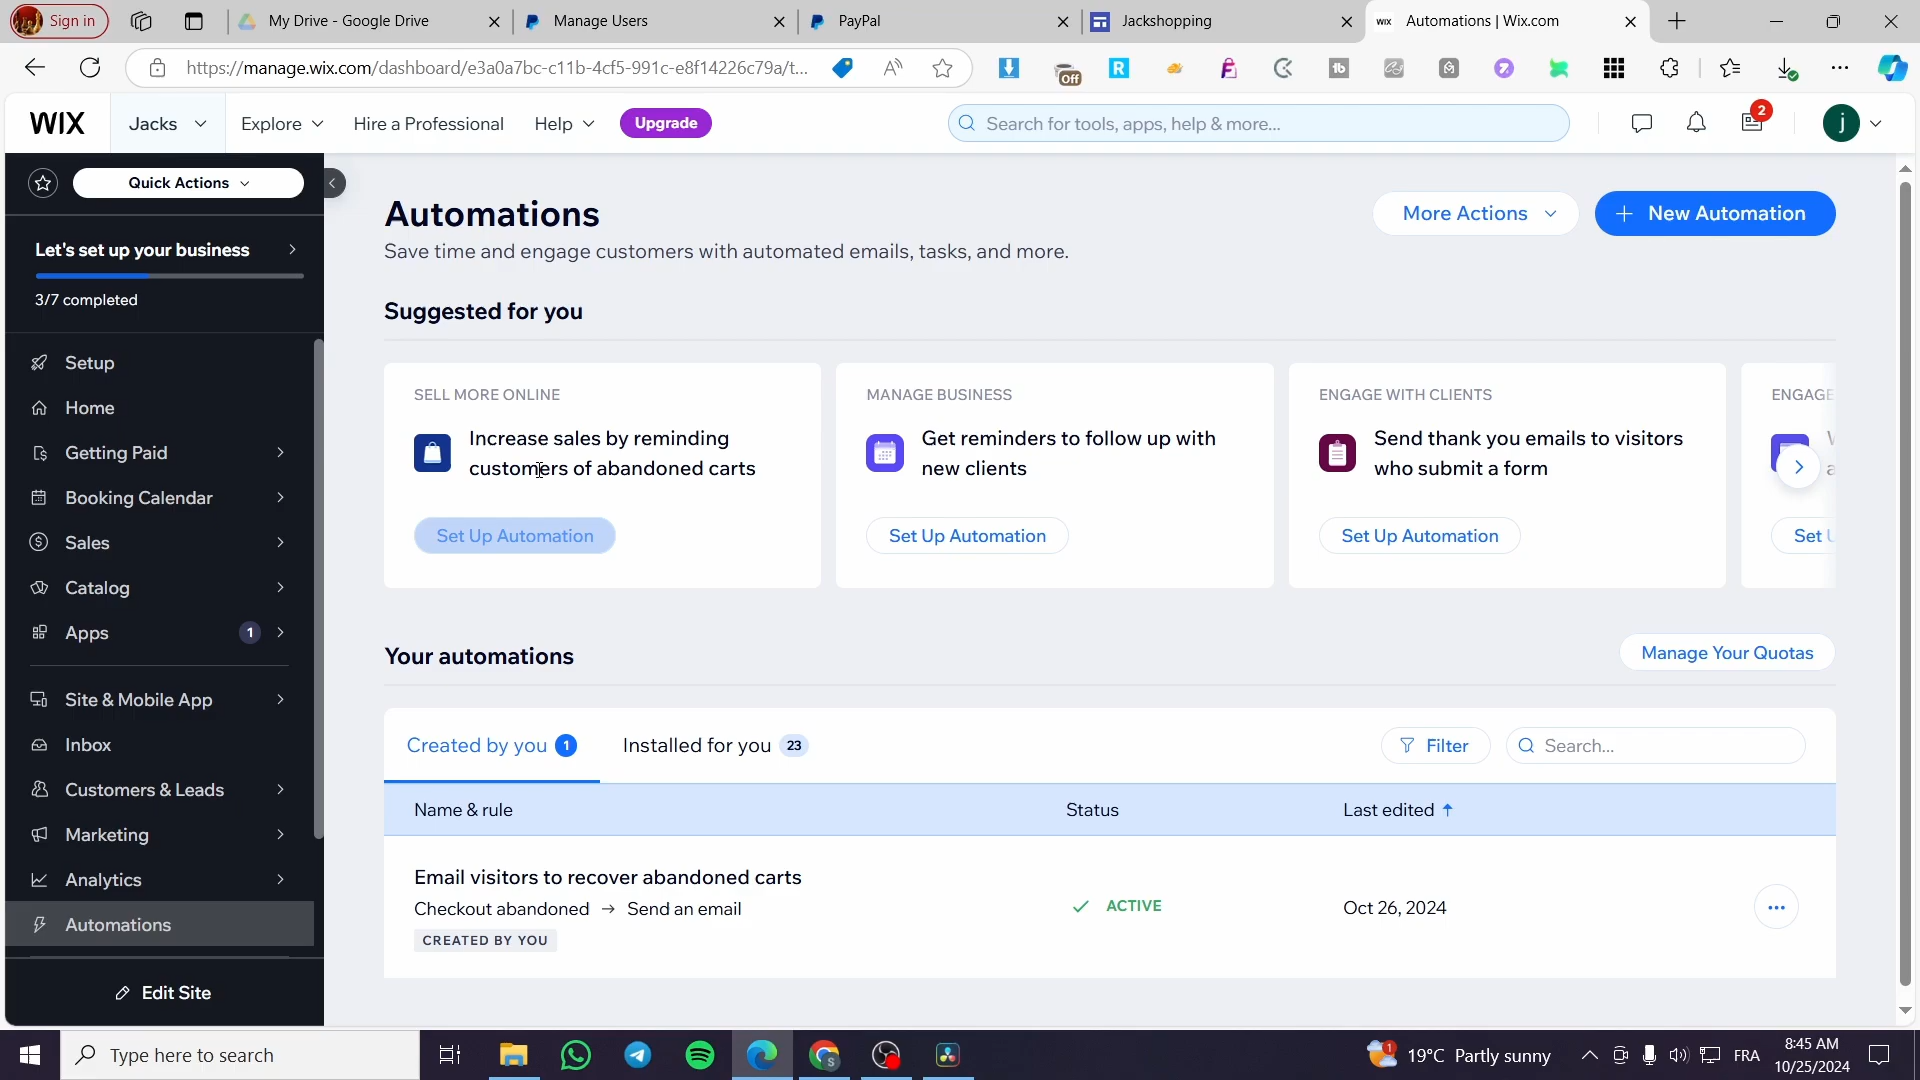 Sign in
My Drive - Google Drive
Manage Users
PayPal
Jackshopping
WIX
Automations | Wix.com
https://manage.wix.com/dashboard/e3a0a7bc-c11b-4cf5-991c-e8f14226c79a/t...
Off
WIX
Jacks
Explore
Hire a Professional
Help
Upgrade
Search for tools, apps, help & more...
2
j
Quick Actions
Let's set up your business
3/7 completed
Setup
Home
Getting Paid
Booking Calendar
Sales
Catalog
Apps
1
Site & Mobile App
Inbox
Customers & Leads
Marketing
Analytics
Automations
Edit Site
Automations
Save time and engage customers with automated emails, tasks, and more.
More Actions
+ New Automation
Suggested for you
SELL MORE ONLINE
Increase sales by reminding
customers of abandoned carts
Set Up Automation
MANAGE BUSINESS
Get reminders to follow up with
new clients
Set Up Automation
ENGAGE WITH CLIENTS
Send thank you emails to visitors
who submit a form
Set Up Automation
ENGAGE
Set U
Your automations
Manage Your Quotas
Created by you 1
Installed for you 23
Filter
Search...
Name & rule
Status
Last edited ↑
Email visitors to recover abandoned carts
Checkout abandoned → Send an email
CREATED BY YOU
ACTIVE
Oct 26, 2024
Type here to search
1
19°C Partly sunny
FRA
8:45 AM
10/25/2024